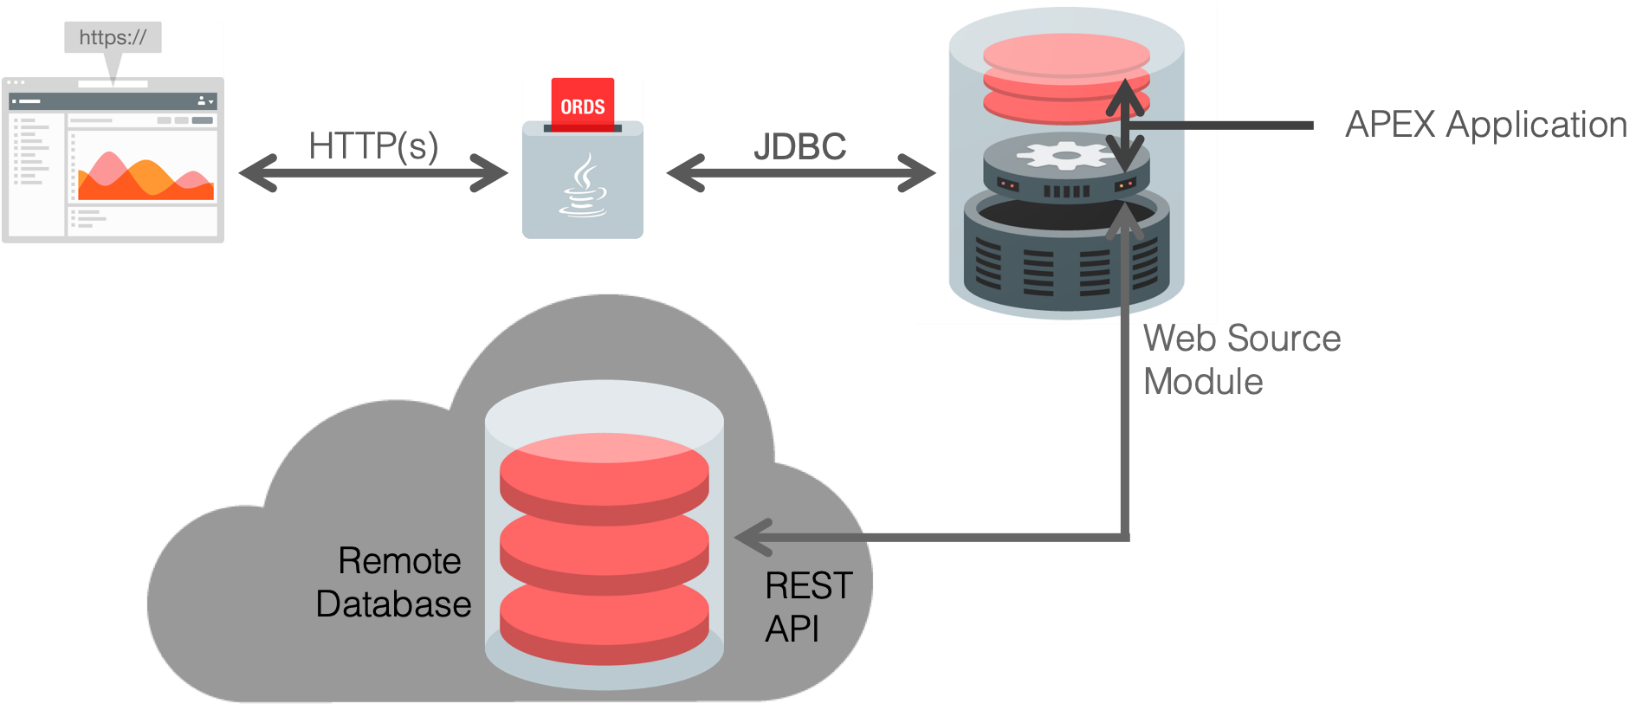 https://
HTTP(s)
ORDS
JDBC
APEX Application
Web Source
Module
Remote
Database
REST
API